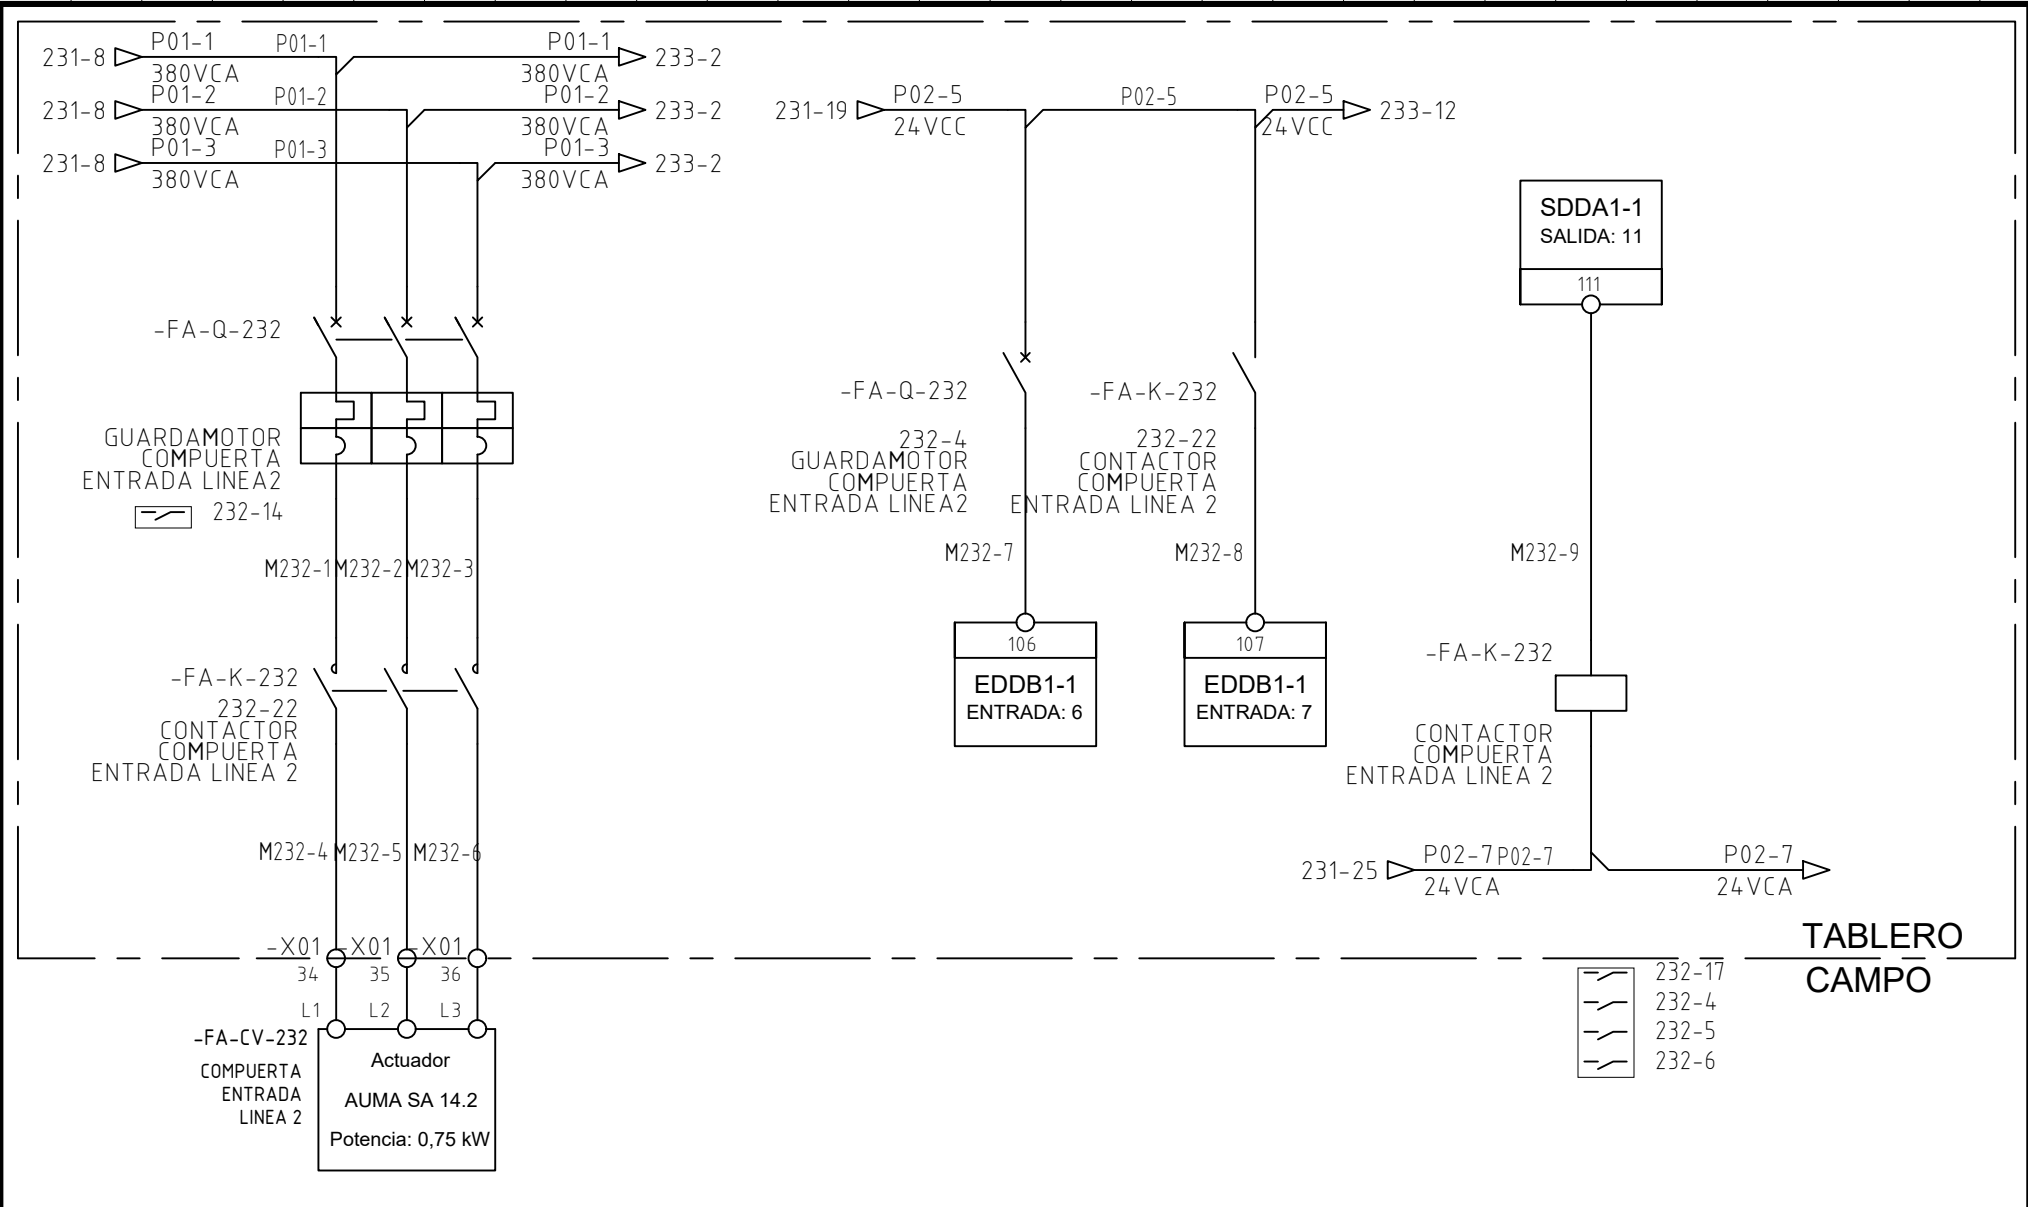 231-8 P01-1 P01-1 P01-1 233-2
380VCA 380VCA
231-8 P01-2 P01-2 P01-2 233-2
380VCA 380VCA
231-8 P01-3 P01-3 P01-3 233-2
380VCA 380VCA
-FA-Q-232
GUARDAMOTOR
COMPUERTA
ENTRADA LINEA2
232-14
M232-1 M232-2 M232-3
-FA-K-232
232-22
CONTACTOR
COMPUERTA
ENTRADA LINEA 2
M232-4 M232-5 M232-6
-X01 -X01 -X01
34 35 36
L1 L2 L3
-FA-CV-232
COMPUERTA
ENTRADA
LINEA 2
Actuador
AUMA SA 14.2
Potencia: 0,75 kW
231-19 P02-5 P02-5 P02-5 233-12
24VCC 24VCC
-FA-Q-232
232-4
GUARDAMOTOR
COMPUERTA
ENTRADA LINEA2
M232-7
106
EDDB1-1
ENTRADA: 6
-FA-K-232
232-22
CONTACTOR
COMPUERTA
ENTRADA LINEA 2
M232-8
107
EDDB1-1
ENTRADA: 7
SDDA1-1
SALIDA: 11
111
M232-9
-FA-K-232
CONTACTOR
COMPUERTA
ENTRADA LINEA 2
231-25 P02-7 P02-7 P02-7
24VCA 24VCA
TABLERO
CAMPO
232-17
232-4
232-5
232-6